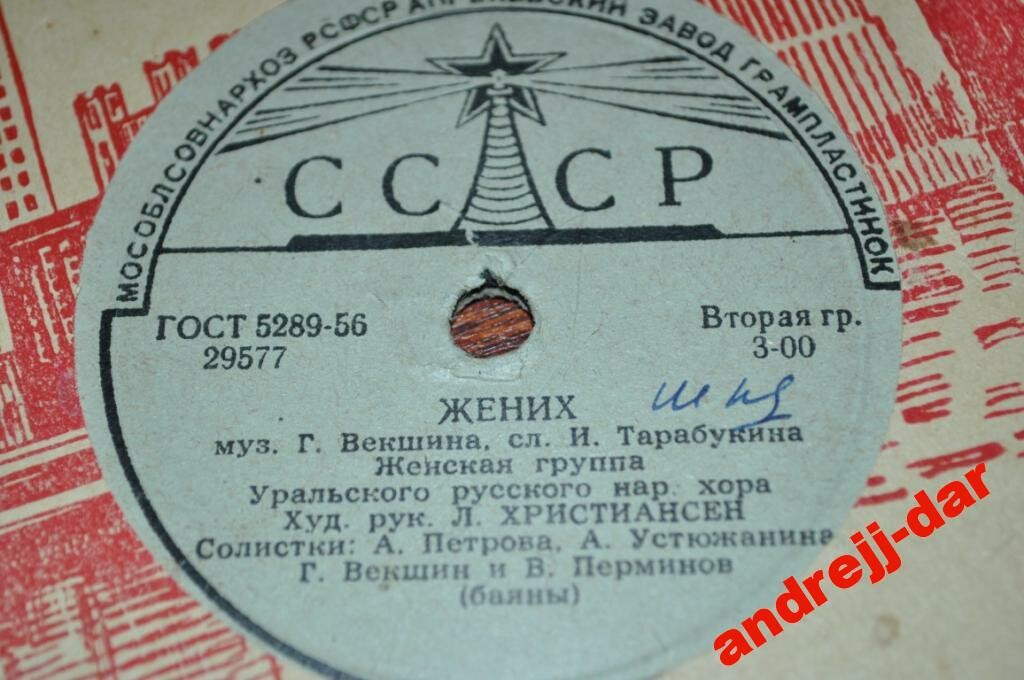 МОСОБЛСОВНАРХОЗ РСФСР АПРЕЛЕВСКИЙ ЗАВОД ГРАМПЛАСТИНОК
СССР
ГОСТ 5289-56
29577
Вторая гр.
3-00
ЖЕНИХ
муз. Г. Векшина, сл. И. Тарабукина
Женская группа
Уральского русского нар. хора
Худ. рук. Л. ХРИСТИАНСЕН
Солистки: А. Петрова, А. Устюжанина
Г. Векшин и В. Перминов
(баяны)
andrejj-dar